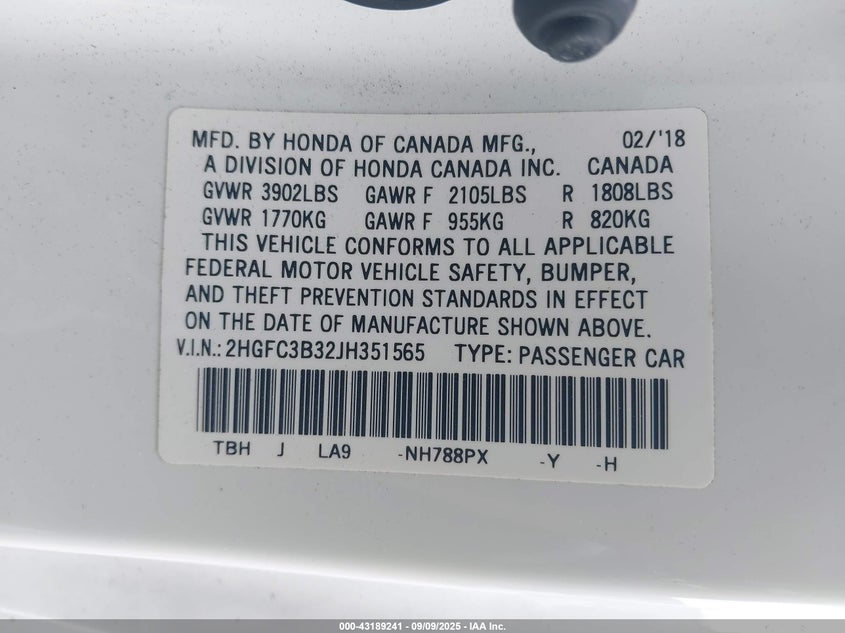 MFD. BY HONDA OF CANADA MFG., 02/'18
A DIVISION OF HONDA CANADA INC. CANADA
GVWR 3902LBS GAWR F 2105LBS R 1808LBS
GVWR 1770KG GAWR F 955KG R 820KG
THIS VEHICLE CONFORMS TO ALL APPLICABLE
FEDERAL MOTOR VEHICLE SAFETY, BUMPER,
AND THEFT PREVENTION STANDARDS IN EFFECT
ON THE DATE OF MANUFACTURE SHOWN ABOVE.
V.I.N.: 2HGFC3B32JH351565 TYPE: PASSENGER CAR
TBH J LA9 -NH788PX -Y -H
000-43189241 - 09/09/2025 - IAA Inc.